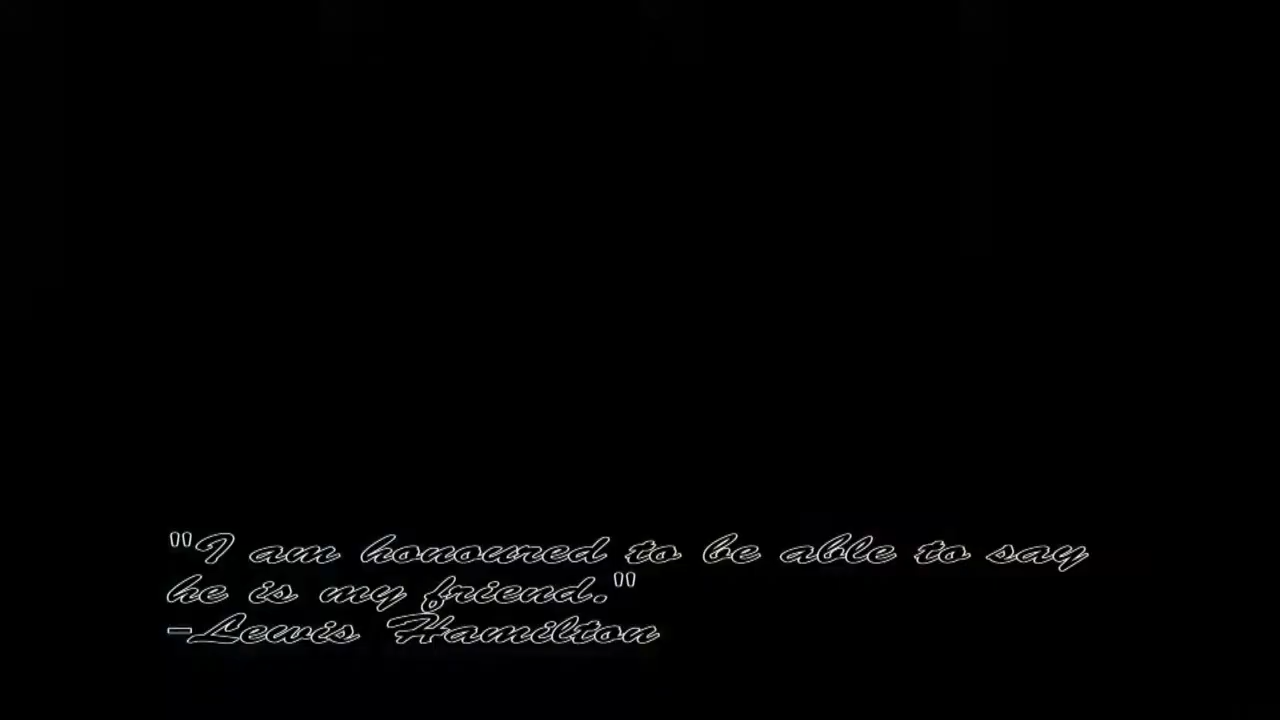 "I am honoured to be able to say
he is my friend."
-Lewis Hamilton